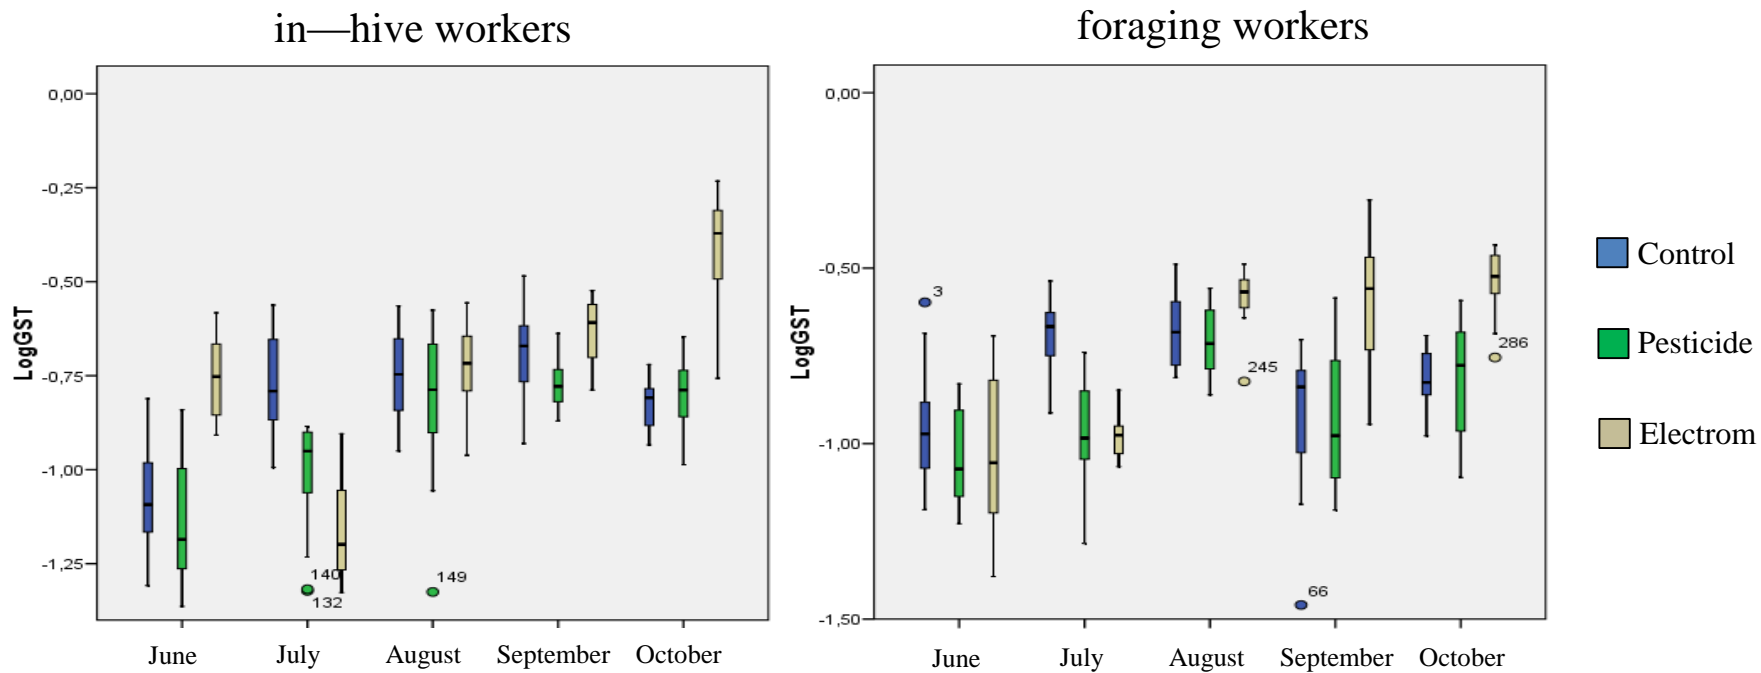 in—hive workers
foraging workers
LogGST
0,00
-0,25
-0,50
-0,75
-1,00
-1,25
140
132
149
June July August September October
LogGST
0,00
-0,50
-1,00
-1,50
3
245
66
286
June July August September October
Control
Pesticide
Electrom